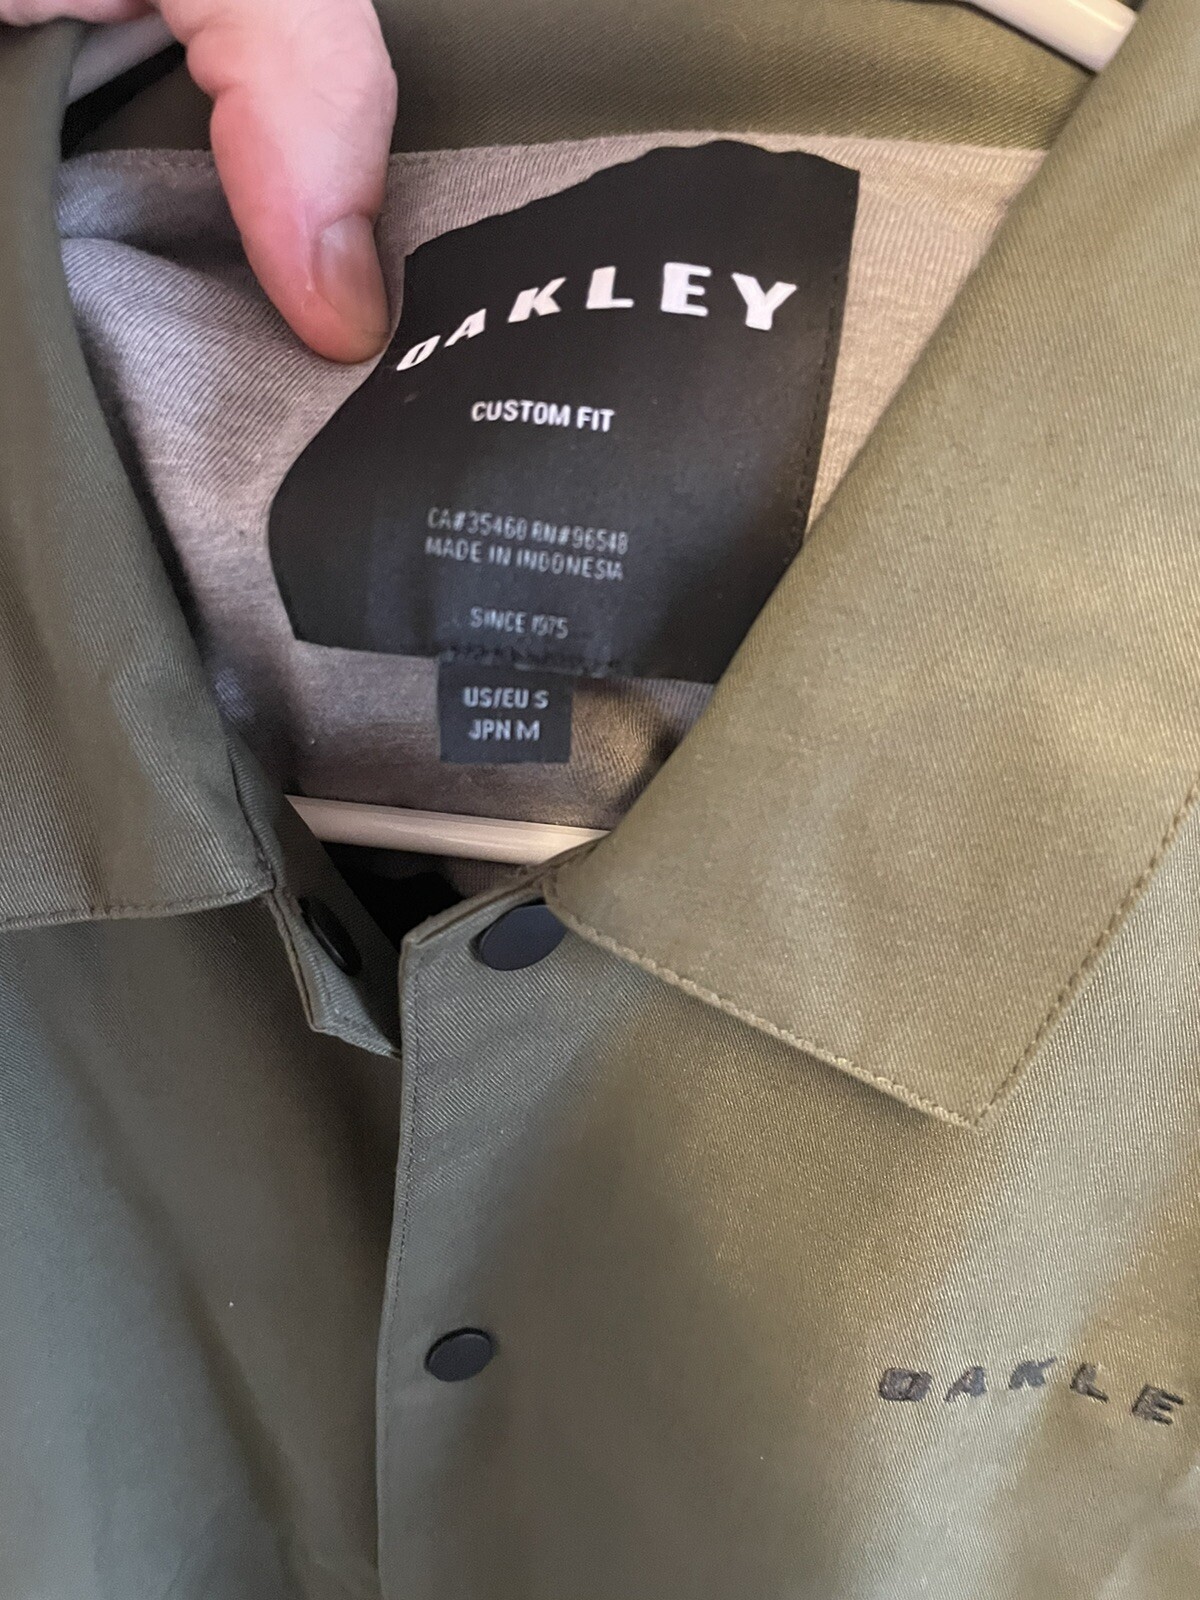 OAKLEY
CUSTOM FIT
CA#35460 RN#96548
MADE IN INDONESIA
SINCE 1975
US/EU S
JPN M
OAKLE